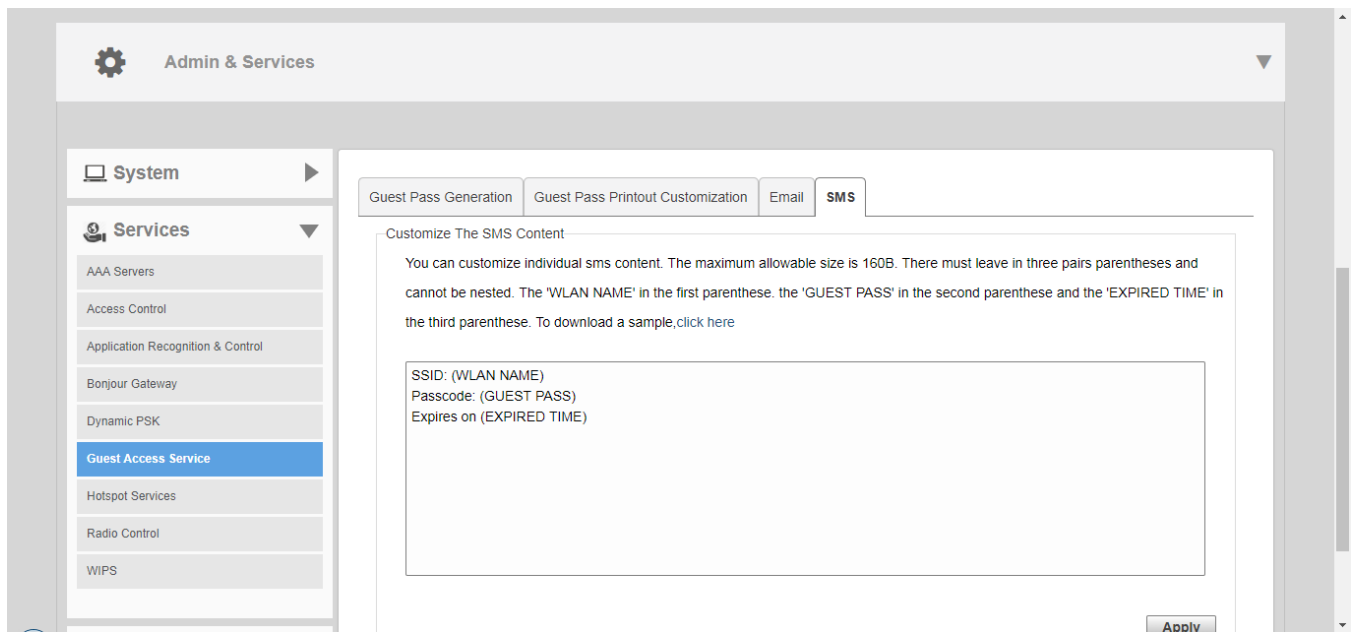 Admin & Services
System
Services
AAA Servers
Access Control
Application Recognition & Control
Bonjour Gateway
Dynamic PSK
Guest Access Service
Hotspot Services
Radio Control
WIPS
Guest Pass Generation
Guest Pass Printout Customization
Email
SMS
Customize The SMS Content
You can customize individual sms content. The maximum allowable size is 160B. There must leave in three pairs parentheses and
cannot be nested. The 'WLAN NAME' in the first parenthese. the 'GUEST PASS' in the second parenthese and the 'EXPIRED TIME' in
the third parenthese. To download a sample,click here
SSID: (WLAN NAME)
Passcode: (GUEST PASS)
Expires on (EXPIRED TIME)
Apply